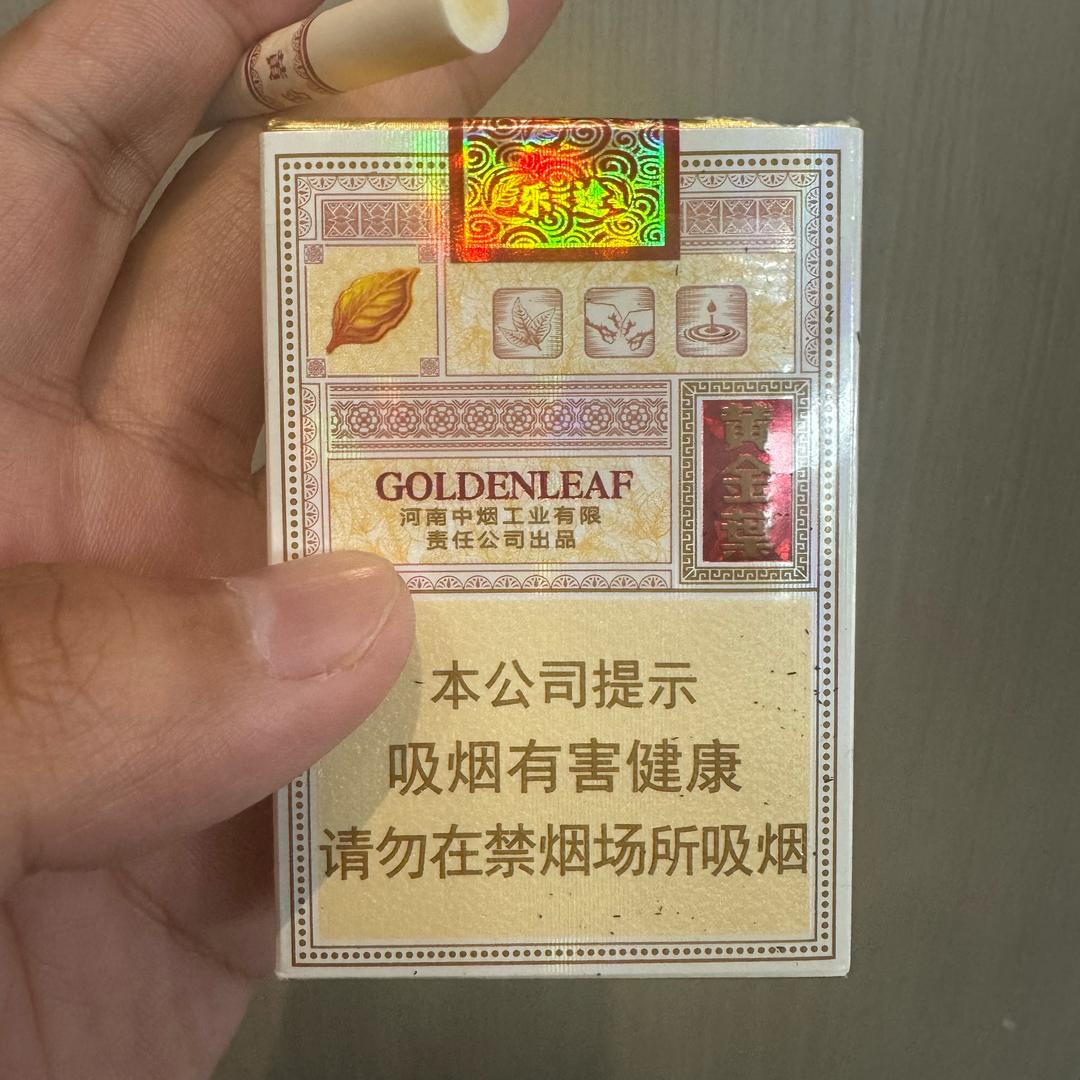 乐途
GOLDENLEAF
河南中烟工业有限
责任公司出品
黄金葉
本公司提示
吸烟有害健康
请勿在禁烟场所吸烟